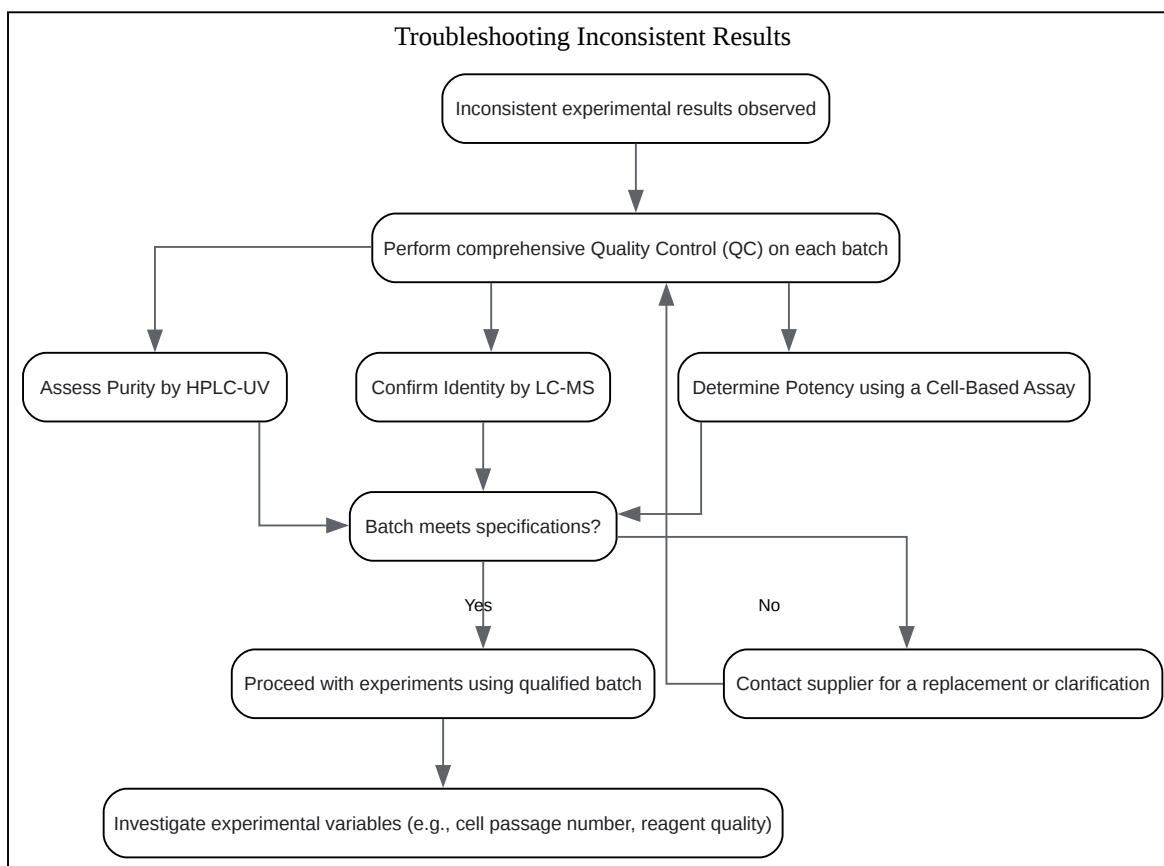 Troubleshooting Inconsistent Results
Inconsistent experimental results observed
Perform comprehensive Quality Control (QC) on each batch
Assess Purity by HPLC-UV
Confirm Identity by LC-MS
Determine Potency using a Cell-Based Assay
Batch meets specifications?
Yes
No
Proceed with experiments using qualified batch
Contact supplier for a replacement or clarification
Investigate experimental variables (e.g., cell passage number, reagent quality)